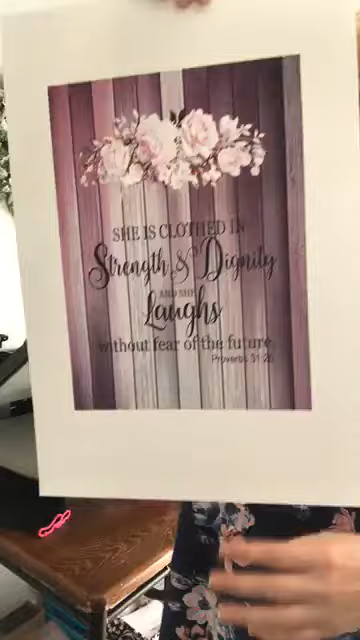 SHE IS CLOTHED IN
Strength & Dignity
AND SHE
Laughs
without fear of the future.
Proverbs 31:25